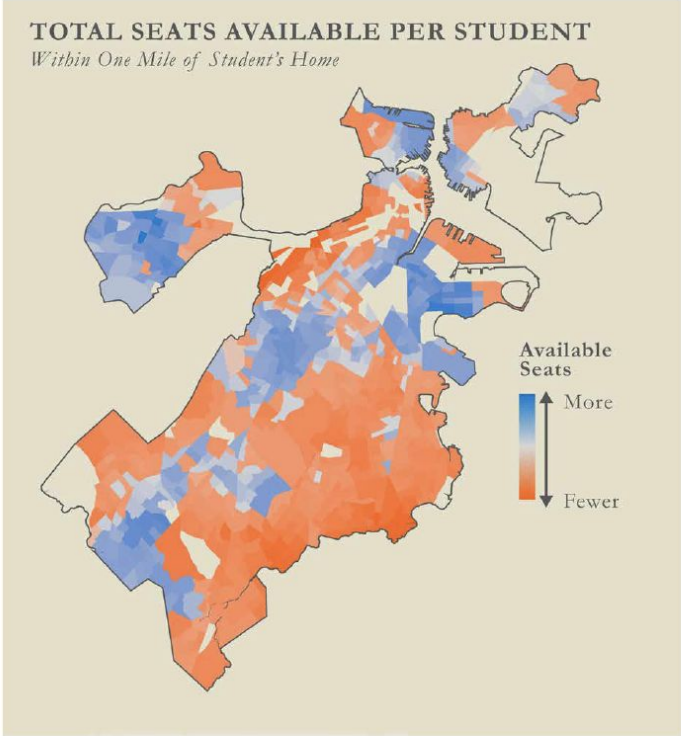 TOTAL SEATS AVAILABLE PER STUDENT
Within One Mile of Student's Home
Available
Seats
More
Fewer